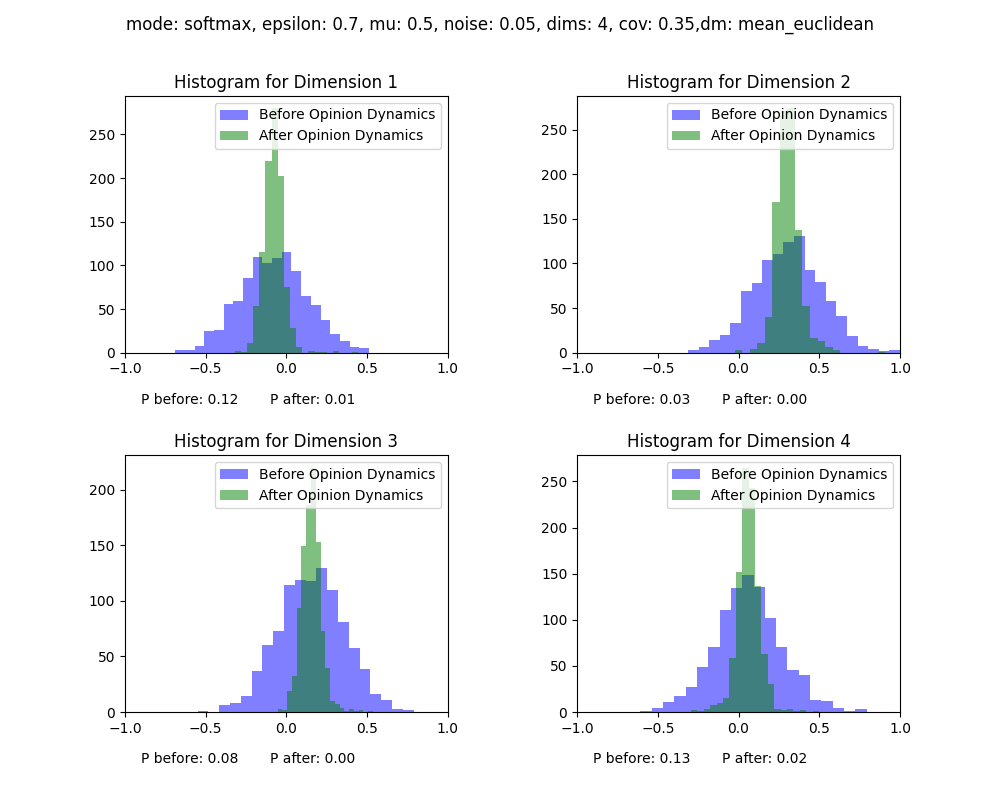 mode: softmax, epsilon: 0.7, mu: 0.5, noise: 0.05, dims: 4, cov: 0.35,dm: mean_euclidean
Histogram for Dimension 1
Before Opinion Dynamics
After Opinion Dynamics
250
200
150
100
50
0
−1.0 −0.5 0.0 0.5 1.0
P before: 0.12 P after: 0.01
Histogram for Dimension 2
Before Opinion Dynamics
After Opinion Dynamics
250
200
150
100
50
0
−1.0 −0.5 0.0 0.5 1.0
P before: 0.03 P after: 0.00
Histogram for Dimension 3
Before Opinion Dynamics
After Opinion Dynamics
200
150
100
50
0
−1.0 −0.5 0.0 0.5 1.0
P before: 0.08 P after: 0.00
Histogram for Dimension 4
Before Opinion Dynamics
After Opinion Dynamics
250
200
150
100
50
0
−1.0 −0.5 0.0 0.5 1.0
P before: 0.13 P after: 0.02